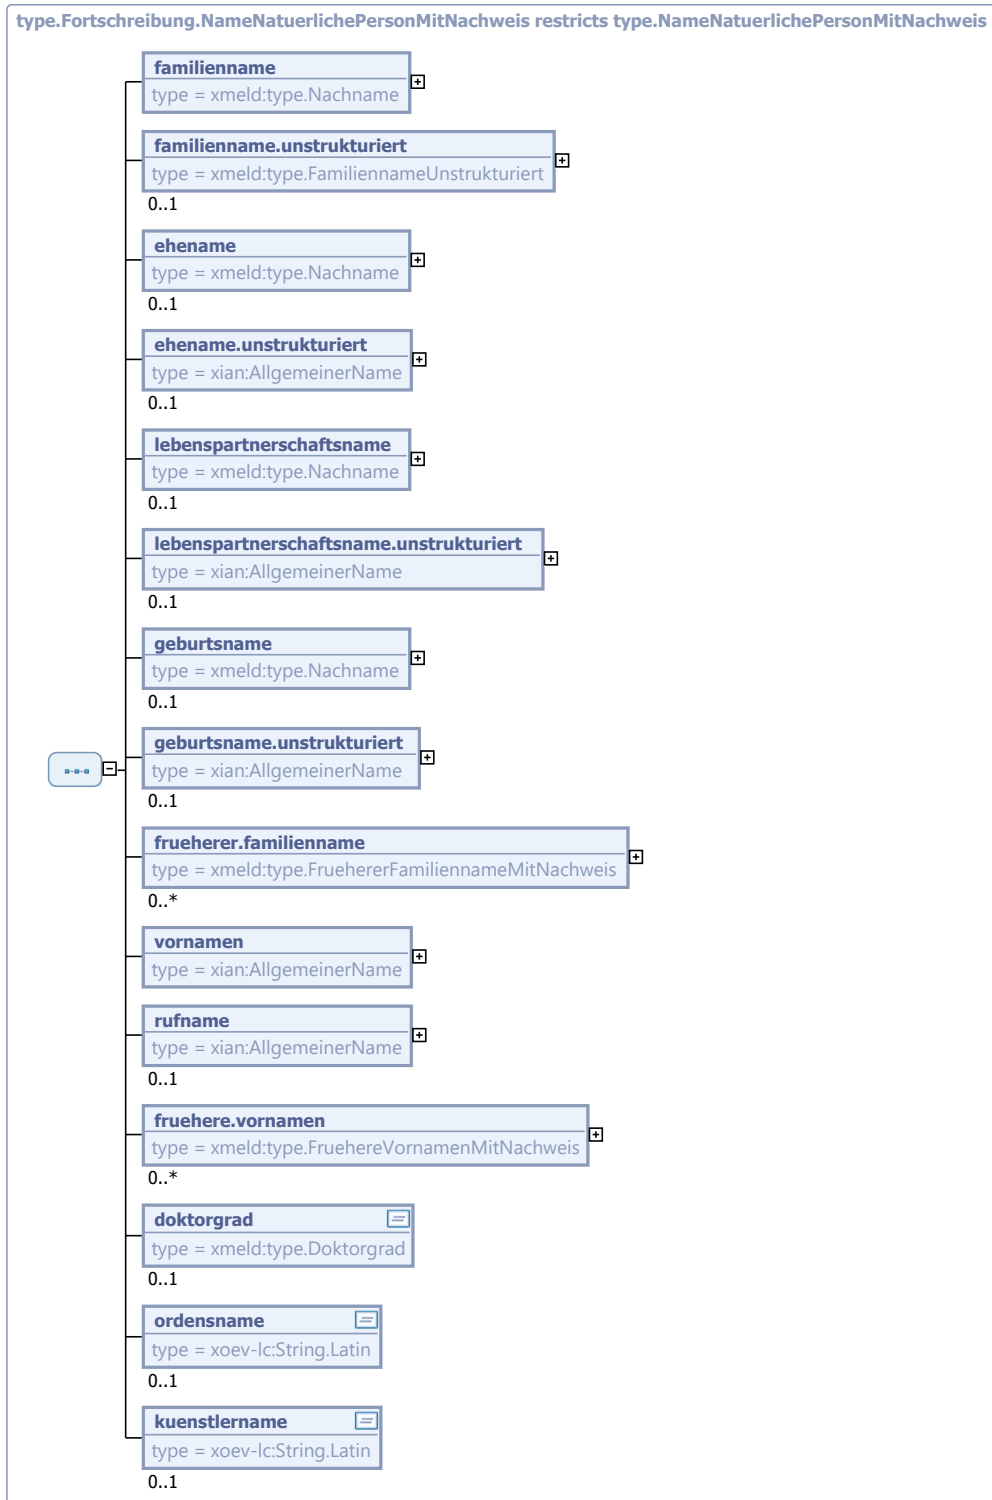 type.Fortschreibung.NameNatuerlichePersonMitNachweis restricts type.NameNatuerlichePersonMitNachweis
familienname
type = xmeld:type.Nachname
familienname.unstrukturiert
type = xmeld:type.FamiliennameUnstrukturiert
0..1
ehename
type = xmeld:type.Nachname
0..1
ehename.unstrukturiert
type = xian:AllgemeinerName
0..1
lebenspartnerschaftsname
type = xmeld:type.Nachname
0..1
lebenspartnerschaftsname.unstrukturiert
type = xian:AllgemeinerName
0..1
geburtsname
type = xmeld:type.Nachname
0..1
geburtsname.unstrukturiert
type = xian:AllgemeinerName
0..1
frueherer.familienname
type = xmeld:type.FruehererFamiliennameMitNachweis
0..*
vornamen
type = xian:AllgemeinerName
rufname
type = xian:AllgemeinerName
0..1
fruehere.vornamen
type = xmeld:type.FruehereVornamenMitNachweis
0..*
doktorgrad
type = xmeld:type.Doktorgrad
0..1
ordensname
type = xoev-lc:String.Latin
0..1
kuenstlername
type = xoev-lc:String.Latin
0..1